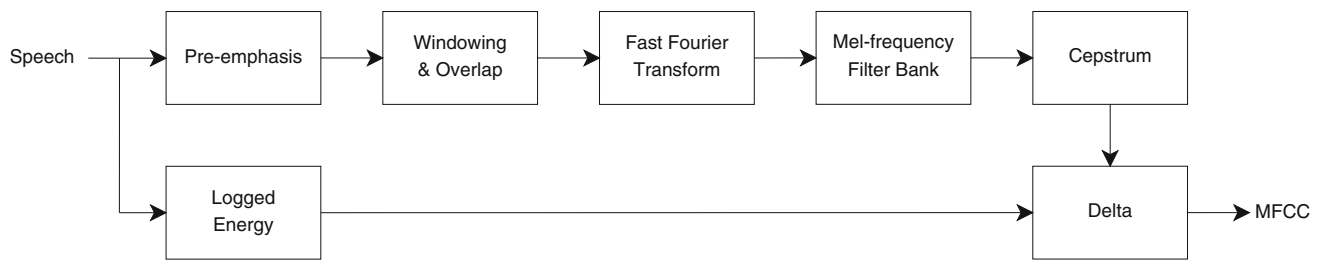 Speech
Pre-emphasis
Windowing
& Overlap
Fast Fourier
Transform
Mel-frequency
Filter Bank
Cepstrum
Logged
Energy
Delta
MFCC